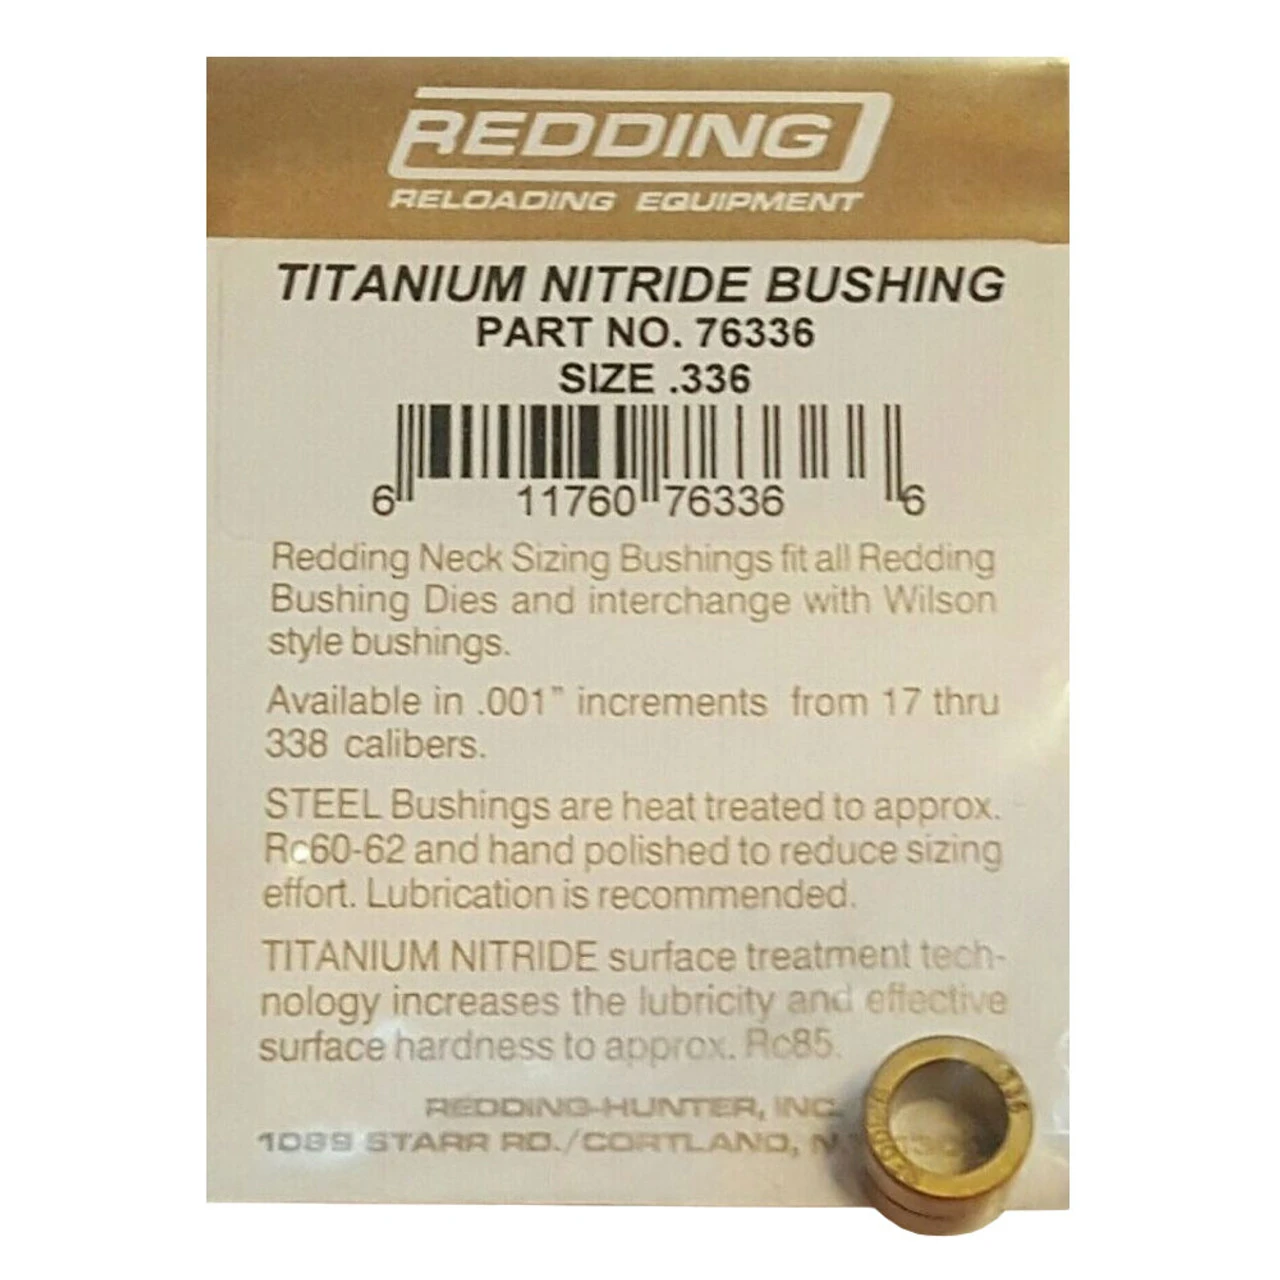 REDDING
RELOADING EQUIPMENT
TITANIUM NITRIDE BUSHING
PART NO. 76336
SIZE .336
6 11760 76336 6
Redding Neck Sizing Bushings fit all Redding
Bushing Dies and interchange with Wilson
style bushings.
Available in .001" increments from 17 thru
338 calibers.
STEEL Bushings are heat treated to approx.
Rc60-62 and hand polished to reduce sizing
effort. Lubrication is recommended.
TITANIUM NITRIDE surface treatment tech-
nology increases the lubricity and effective
surface hardness to approx. Rc85.
REDDING-HUNTER, INC.
1089 STARR RD./CORTLAND,
REDDING
336